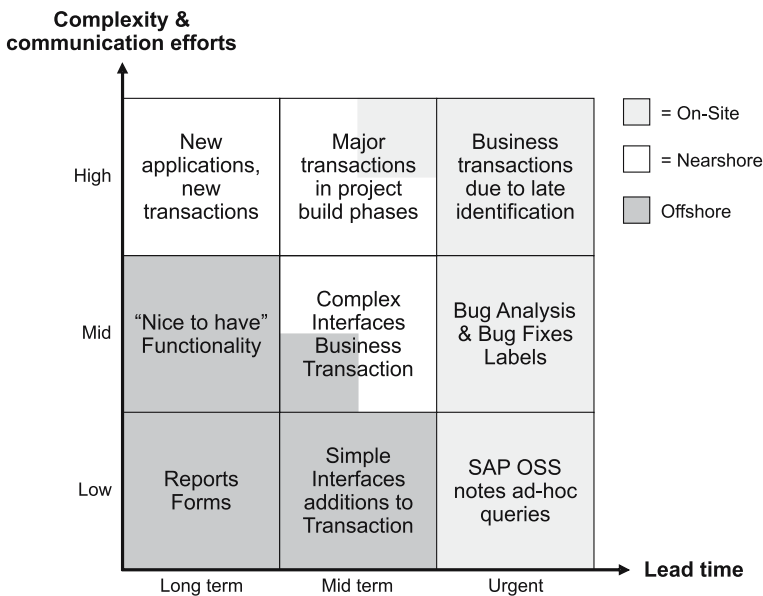 Complexity &
communication efforts
High
New
applications,
new
transactions
Major
transactions
in project
build phases
Business
transactions
due to late
identification
= On-Site
= Nearshore
Offshore
Mid
“Nice to have”
Functionality
Complex
Interfaces
Business
Transaction
Bug Analysis
& Bug Fixes
Labels
Low
Reports
Forms
Simple
Interfaces
additions to
Transaction
SAP OSS
notes ad-hoc
queries
Lead time
Long term
Mid term
Urgent